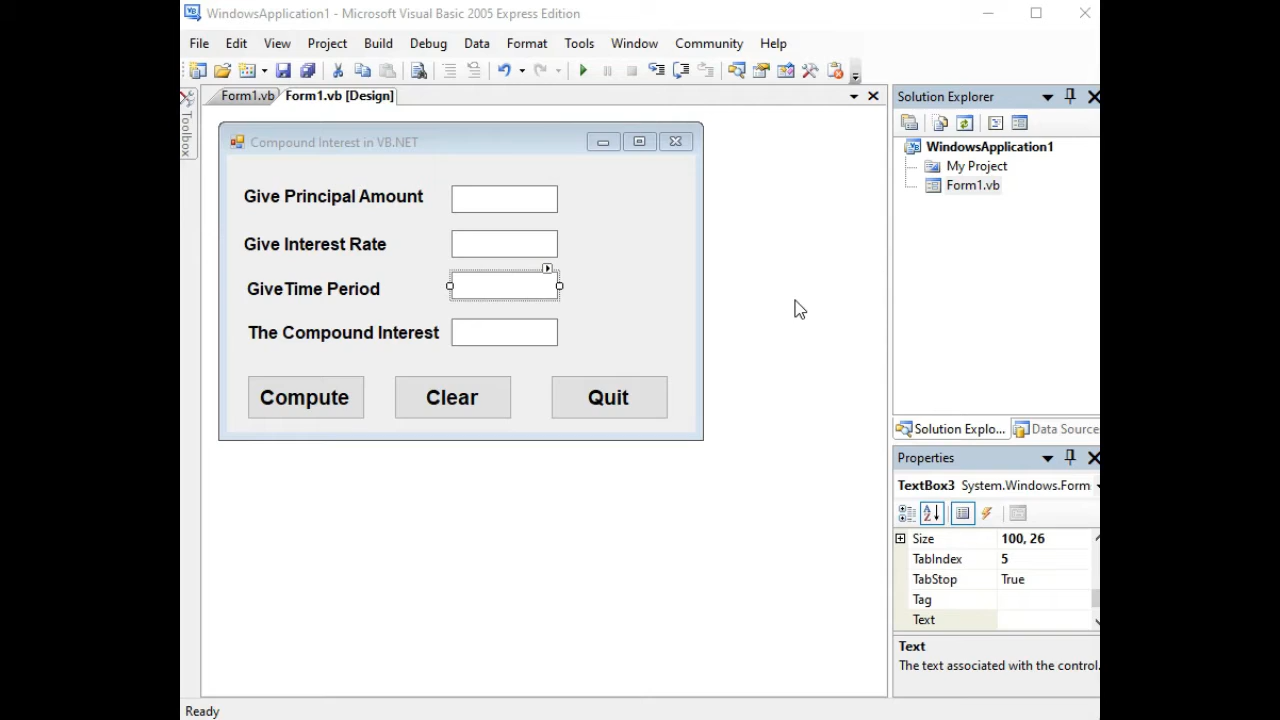 WindowsApplication1 - Microsoft Visual Basic 2005 Express Edition
File Edit View Project Build Debug Data Format Tools Window Community Help
Toolbox
Form1.vb Form1.vb [Design]
Compound Interest in VB.NET
Give Principal Amount
Give Interest Rate
GiveTime Period
The Compound Interest
Compute Clear Quit
Solution Explorer
WindowsApplication1
My Project
Form1.vb
Solution Explo... Data Source
Properties
TextBox3 System.Windows.Form
Size 100, 26
TabIndex 5
TabStop True
Tag
Text
Text
The text associated with the control.
Ready